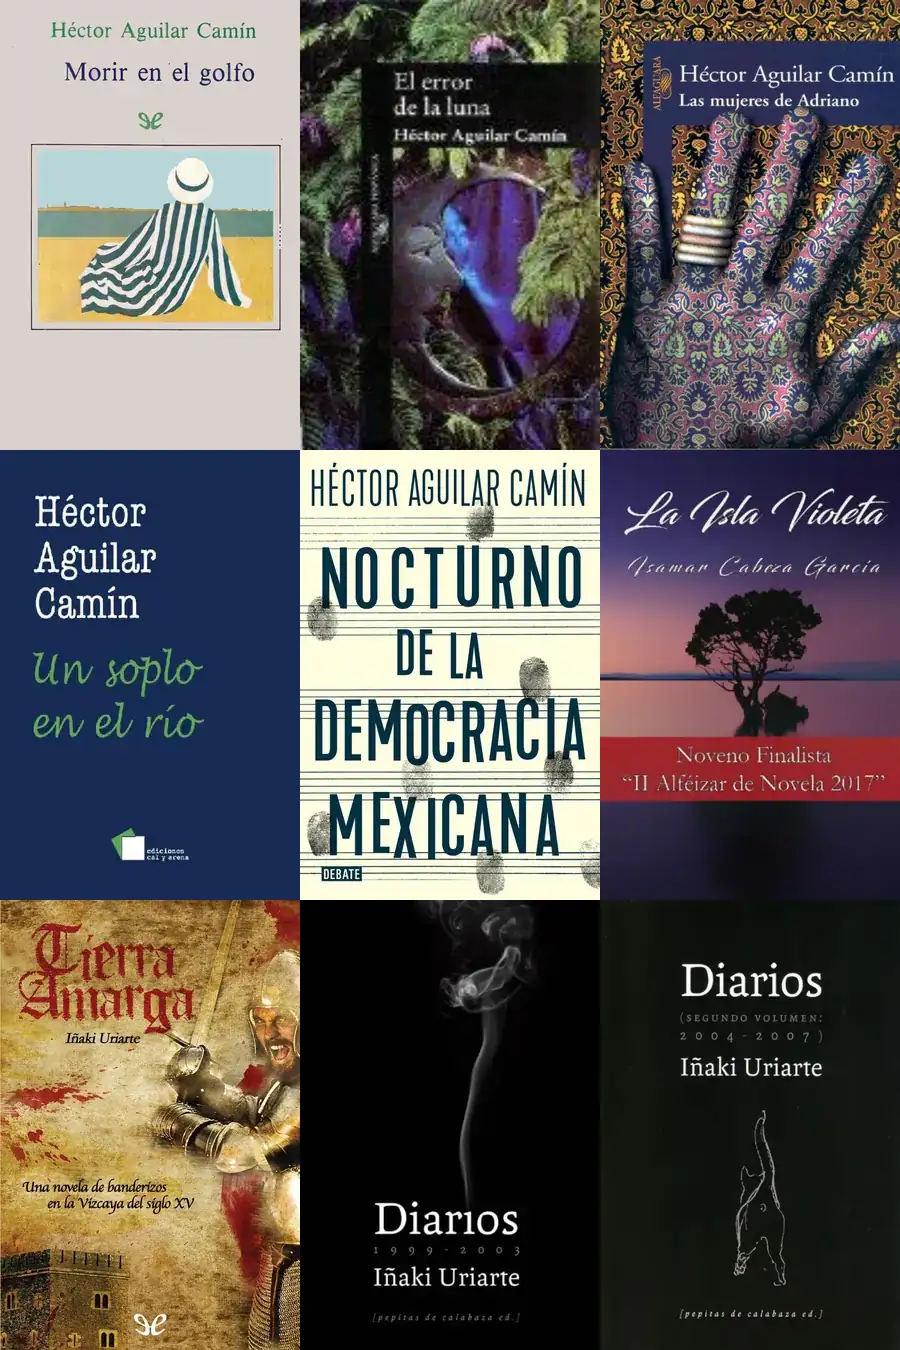 Héctor Aguilar Camín
Morir en el golfo
El error
de la luna
Héctor Aguilar Camín
ALFAGUARA
Héctor Aguilar Camín
Las mujeres de Adriano
Héctor
Aguilar
Camín
Un soplo
en el río
ediciones
cal y arena
HÉCTOR AGUILAR CAMÍN
NOCTURNO
DE LA
DEMOCRACIA
MEXICANA
DEBATE
La Isla Violeta
Isamar Cabeza García
Noveno Finalista
“II Alféizar de Novela 2017”
Tierra
Amarga
Iñaki Uriarte
Una novela de banderizos
en la Vizcaya del siglo XV
Diarios
1999-2003
Iñaki Uriarte
[pepitas de calabaza ed.]
Diarios
(SEGUNDO VOLUMEN:
2004-2007)
Iñaki Uriarte
[pepitas de calabaza ed.]